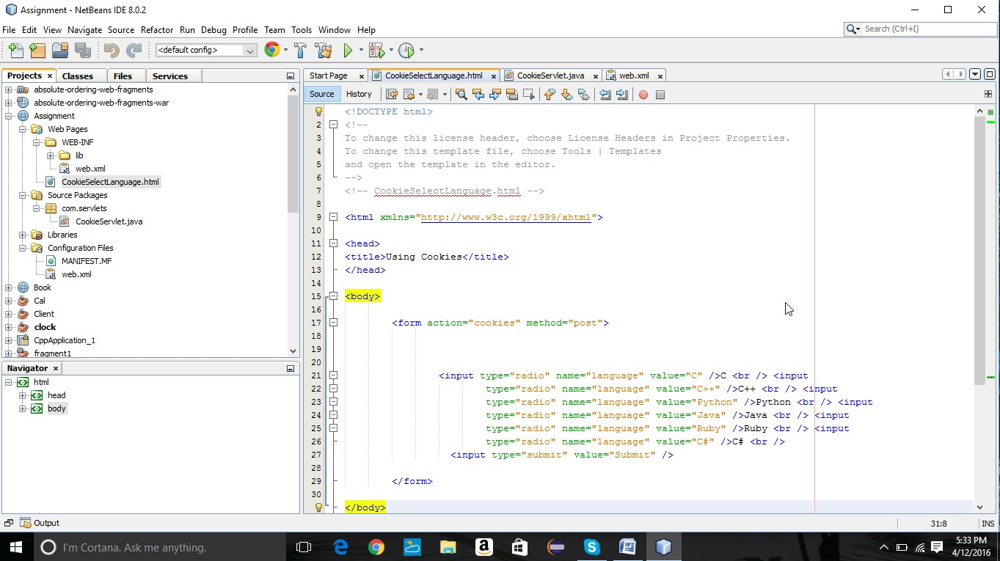 Assignment - NetBeans IDE 8.0.2
File Edit View Navigate Source Refactor Run Debug Profile Team Tools Window Help
Search (Ctrl+I)
<default config>
Projects × Classes Files Services
absolute-ordering-web-fragments
absolute-ordering-web-fragments-war
Assignment
Web Pages
WEB-INF
lib
web.xml
CookieSelectLanguage.html
Source Packages
com.servlets
CookieServlet.java
Libraries
Configuration Files
MANIFEST.MF
web.xml
Book
Cal
Client
clock
CppApplication_1
fragment1
Navigator ×
html
head
body
Start Page × CookieSelectLanguage.html × CookieServlet.java × web.xml ×
Source History
<!DOCTYPE html>
2 <!--
3 To change this license header, choose License Headers in Project Properties.
4 To change this template file, choose Tools | Templates
5 and open the template in the editor.
6 -->
7 <!-- CookieSelectLanguage.html -->
8
9 <html xmlns="http://www.w3c.org/1999/xhtml">
10
11 <head>
12 <title>Using Cookies</title>
13 </head>
14
15 <body>
16
17 <form action="cookies" method="post">
18
19
20
21 <input type="radio" name="language" value="C" />C <br /> <input
22 type="radio" name="language" value="C++" />C++ <br /> <input
23 type="radio" name="language" value="Python" />Python <br /> <input
24 type="radio" name="language" value="Java" />Java <br /> <input
25 type="radio" name="language" value="Ruby" />Ruby <br /> <input
26 type="radio" name="language" value="C#" />C# <br />
27 <input type="submit" value="Submit" />
28
29 </form>
30
</body>
Output
31:8 INS
I'm Cortana. Ask me anything.
5:33 PM
4/12/2016